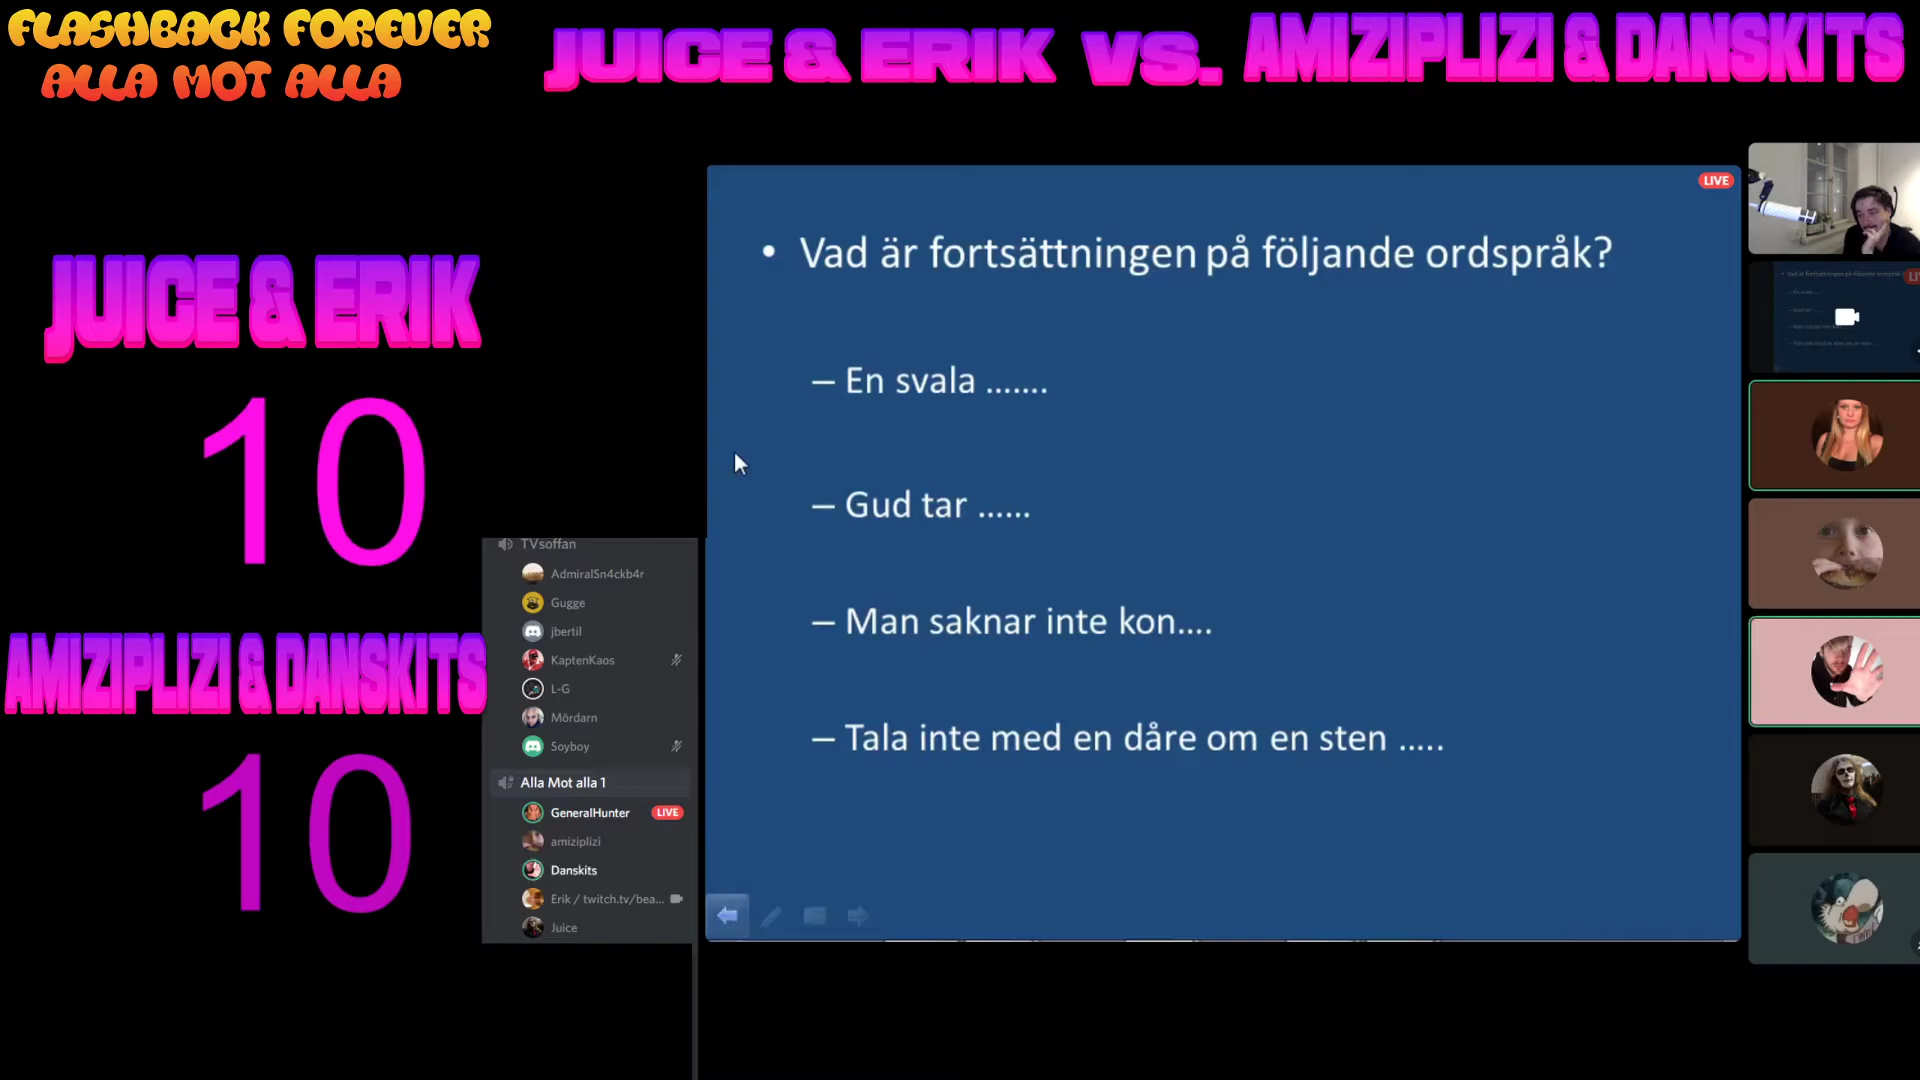 FLASHBACK FOREVER
ALLA MOT ALLA
JUICE & ERIK VS. AMIZIPLIZI & DANSKITS
LIVE
• Vad är fortsättningen på följande ordspråk?
– En svala .......
– Gud tar ......
– Man saknar inte kon....
– Tala inte med en dåre om en sten .....
JUICE & ERIK
10
AMIZIPLIZI & DANSKITS
10
TVsoffan
AdmiralSn4ckb4r
Gugge
jbertil
KaptenKaos
L-G
Mördarn
Soyboy
Alla Mot alla 1
GeneralHunter LIVE
amiziplizi
Danskits
Erik / twitch.tv/bea...
Juice